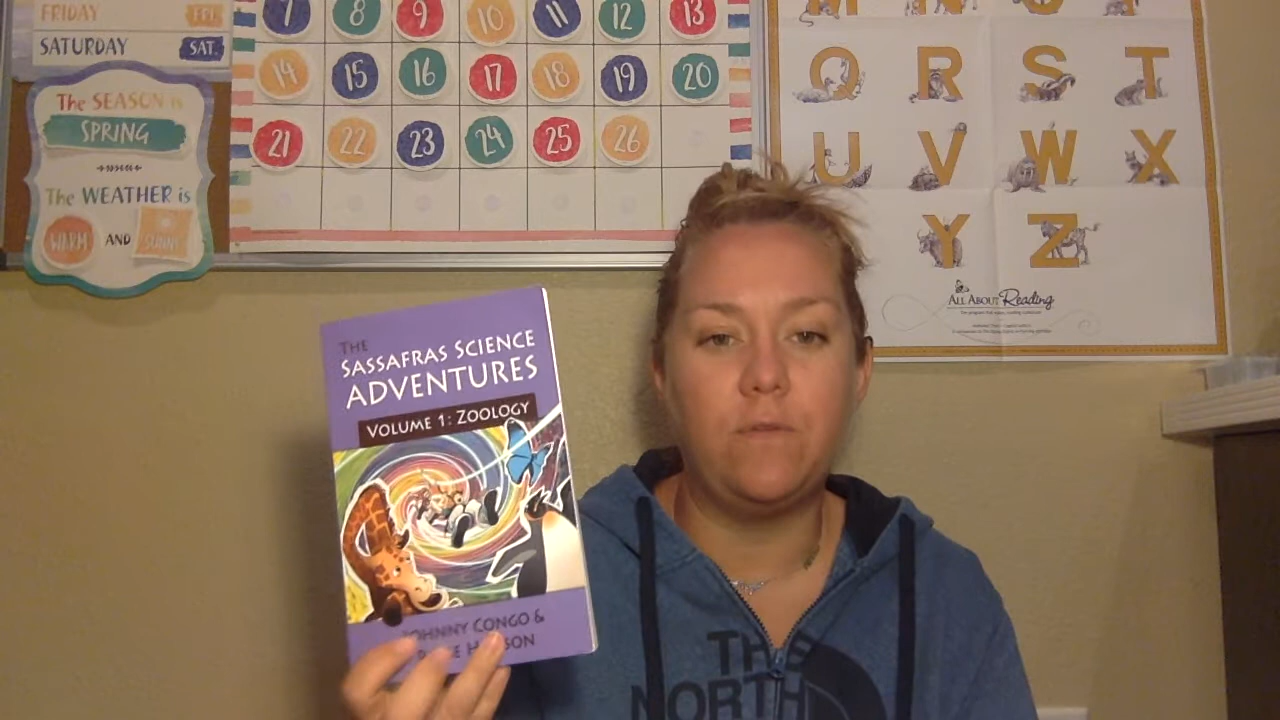 FRIDAY FRI.
SATURDAY SAT.
The SEASON is
SPRING
The WEATHER is
WARM AND SUNNY
7 8 9 10 11 12 13
14 15 16 17 18 19 20
21 22 23 24 25 26
Q R S T
U V W X
Y Z
ALL ABOUT Reading
THE
SASSAFRAS SCIENCE
ADVENTURES
VOLUME 1: ZOOLOGY
JOHNNY CONGO &
THE
NORTH